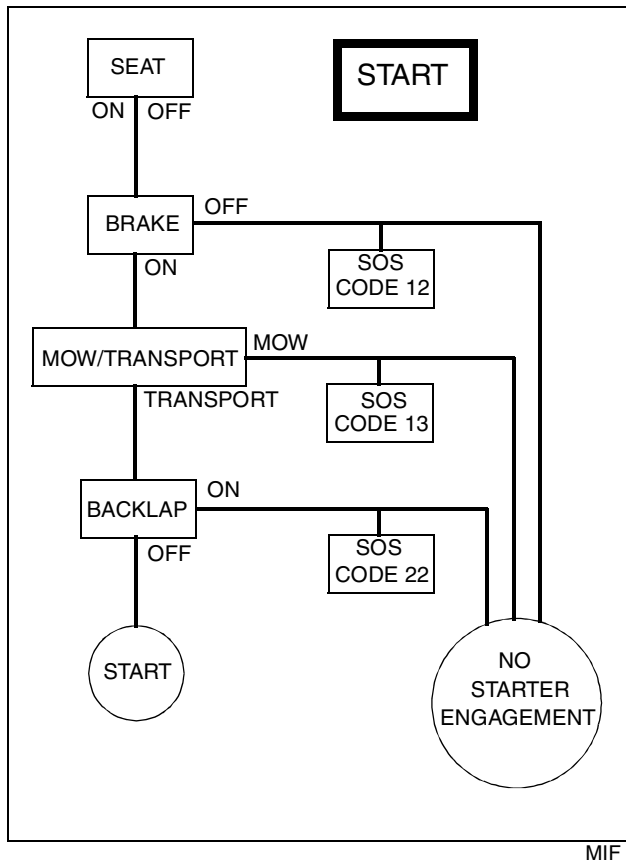 SEAT
START
ON OFF
BRAKE
OFF
ON
SOS
CODE 12
MOW/TRANSPORT
MOW
TRANSPORT
SOS
CODE 13
BACKLAP
ON
OFF
SOS
CODE 22
START
NO
STARTER
ENGAGEMENT
MIF